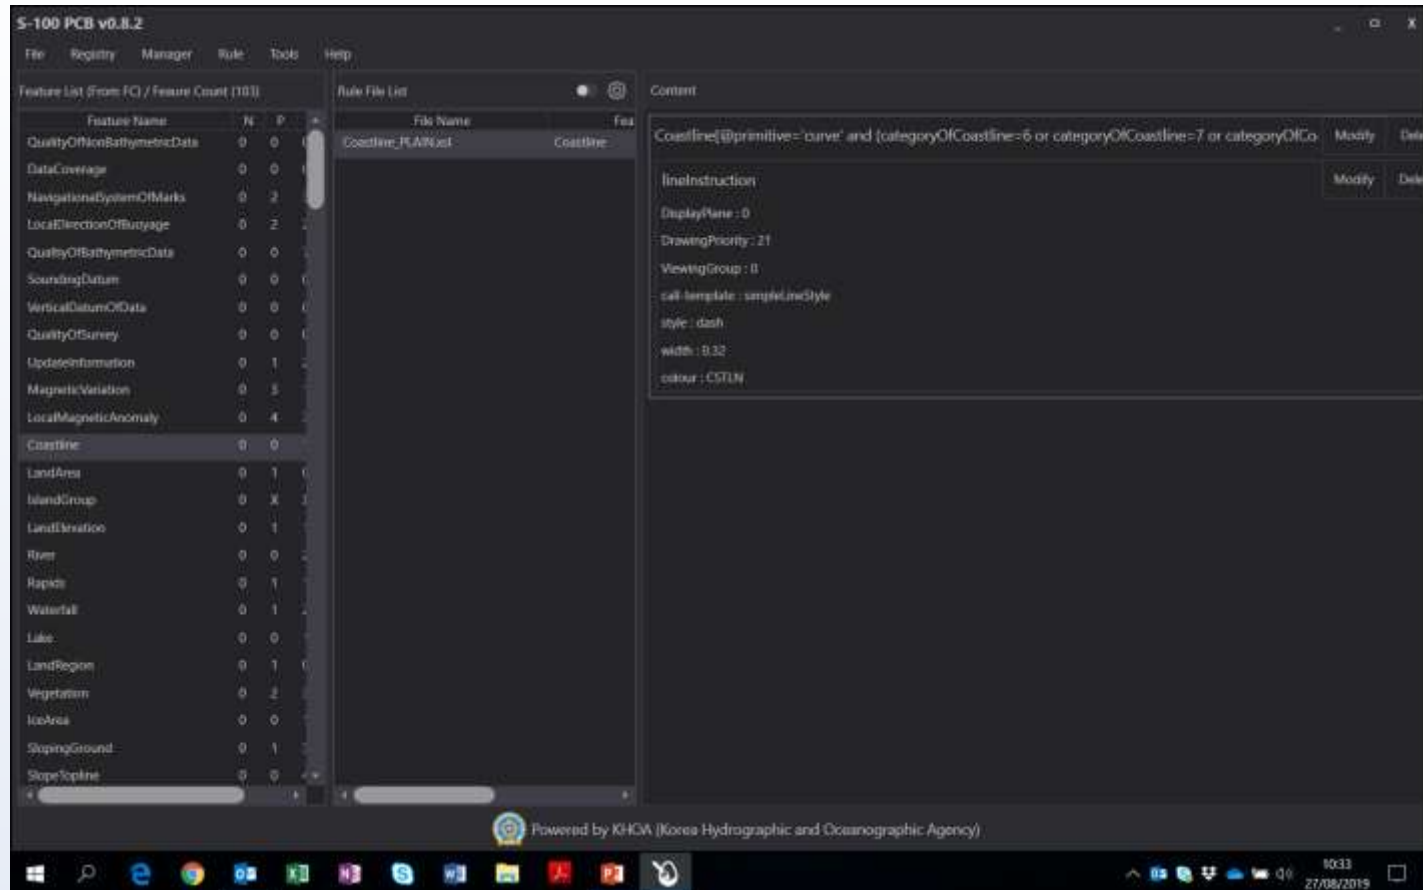 S-100 PCB v0.8.2
File Registry Manager Rule Tools Help
Feature List (From FC) / Feaure Count (103)
Feature Name N P
QualityOfNonBathymetricData 0 0
DataCoverage 0 0
NavigationalSystemOfMarks 0 2
LocalDirectionOfBuoyage 0 2
QualityOfBathymetricData 0 0
SoundingDatum 0 0
VerticalDatumOfData 0 0
QualityOfSurvey 0 0
UpdateInformation 0 1
MagneticVariation 0 3
LocalMagneticAnomaly 0 4
Coastline 0 0
LandArea 0 1
IslandGroup 0 X
LandElevation 0 1
River 0 0
Rapids 0 1
Waterfall 0 1
Lake 0 0
LandRegion 0 1
Vegetation 0 2
IceArea 0 0
SlopingGround 0 1
SlopeTopline 0 0
Rule File List
File Name Fea
Coastline_PLAIN.xsl Coastline
Content
Coastline[@primitive='curve' and (categoryOfCoastline=6 or categoryOfCoastline=7 or categoryOfCo Modify Dele
lineInstruction Modify Dele
DisplayPlane : 0
DrawingPriority : 21
ViewingGroup : 0
call-template : simpleLineStyle
style : dash
width : 0.32
colour : CSTLN
Powered by KHOA (Korea Hydrographic and Oceanographic Agency)
10:33
27/08/2019